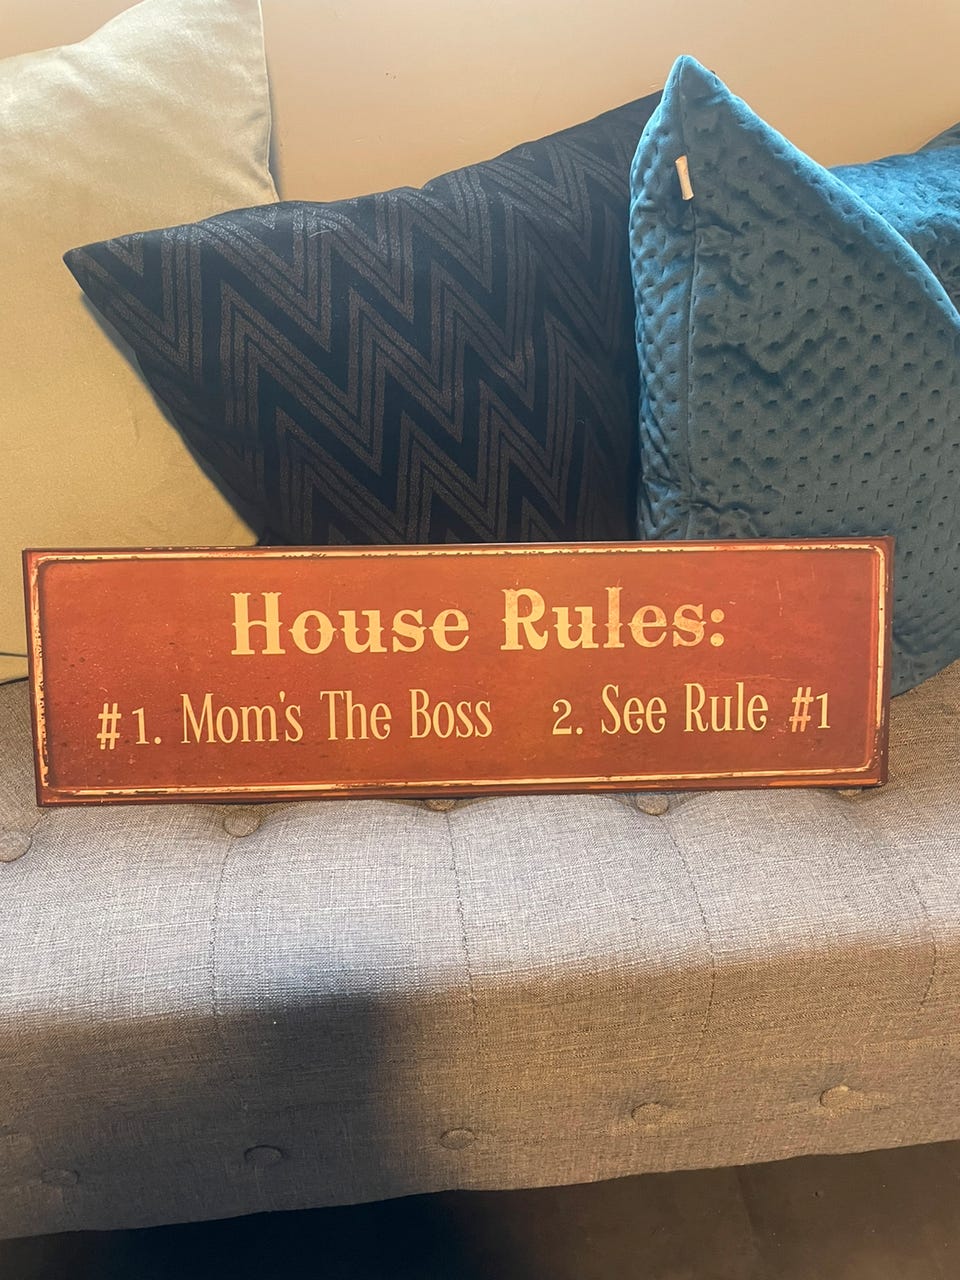 House Rules:
#1. Mom's The Boss 2. See Rule #1